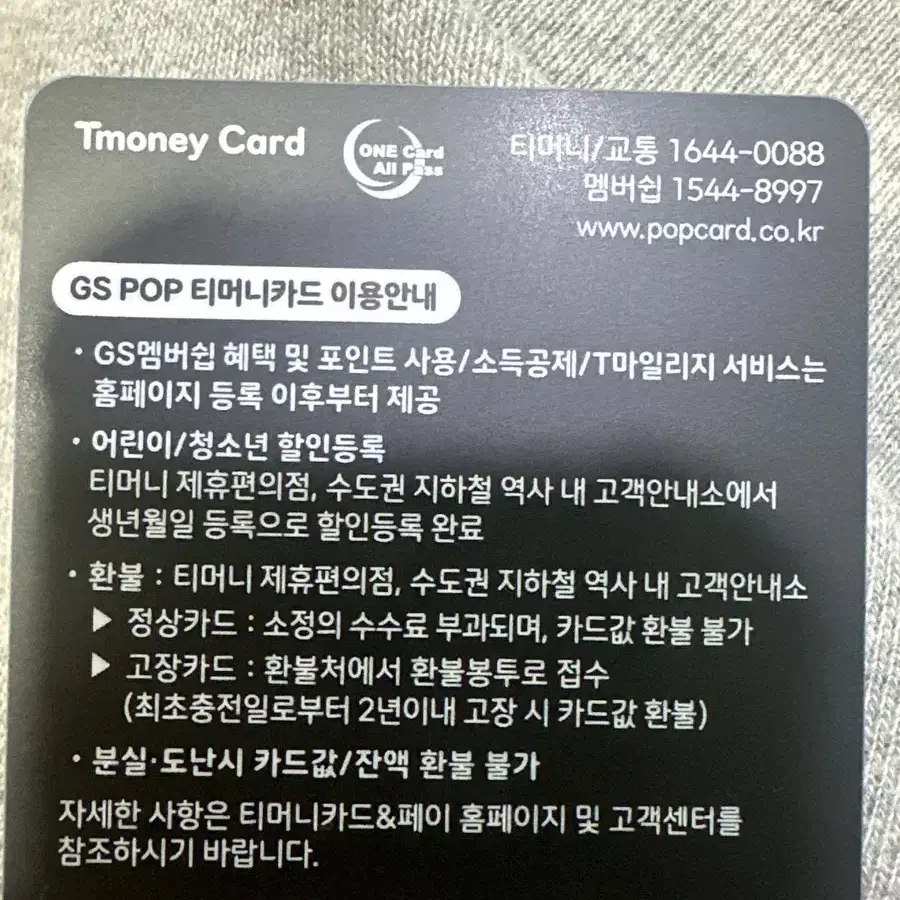 Tmoney Card
ONE Card
All Pass
티머니/교통 1644-0088
멤버쉽 1544-8997
www.popcard.co.kr
GS POP 티머니카드 이용안내
· GS멤버쉽 혜택 및 포인트 사용/소득공제/T마일리지 서비스는
홈페이지 등록 이후부터 제공
· 어린이/청소년 할인등록
티머니 제휴편의점, 수도권 지하철 역사 내 고객안내소에서
생년월일 등록으로 할인등록 완료
· 환불 : 티머니 제휴편의점, 수도권 지하철 역사 내 고객안내소
▶ 정상카드 : 소정의 수수료 부과되며, 카드값 환불 불가
▶ 고장카드 : 환불처에서 환불봉투로 접수
(최초충전일로부터 2년이내 고장 시 카드값 환불)
· 분실·도난시 카드값/잔액 환불 불가
자세한 사항은 티머니카드&페이 홈페이지 및 고객센터를
참조하시기 바랍니다.